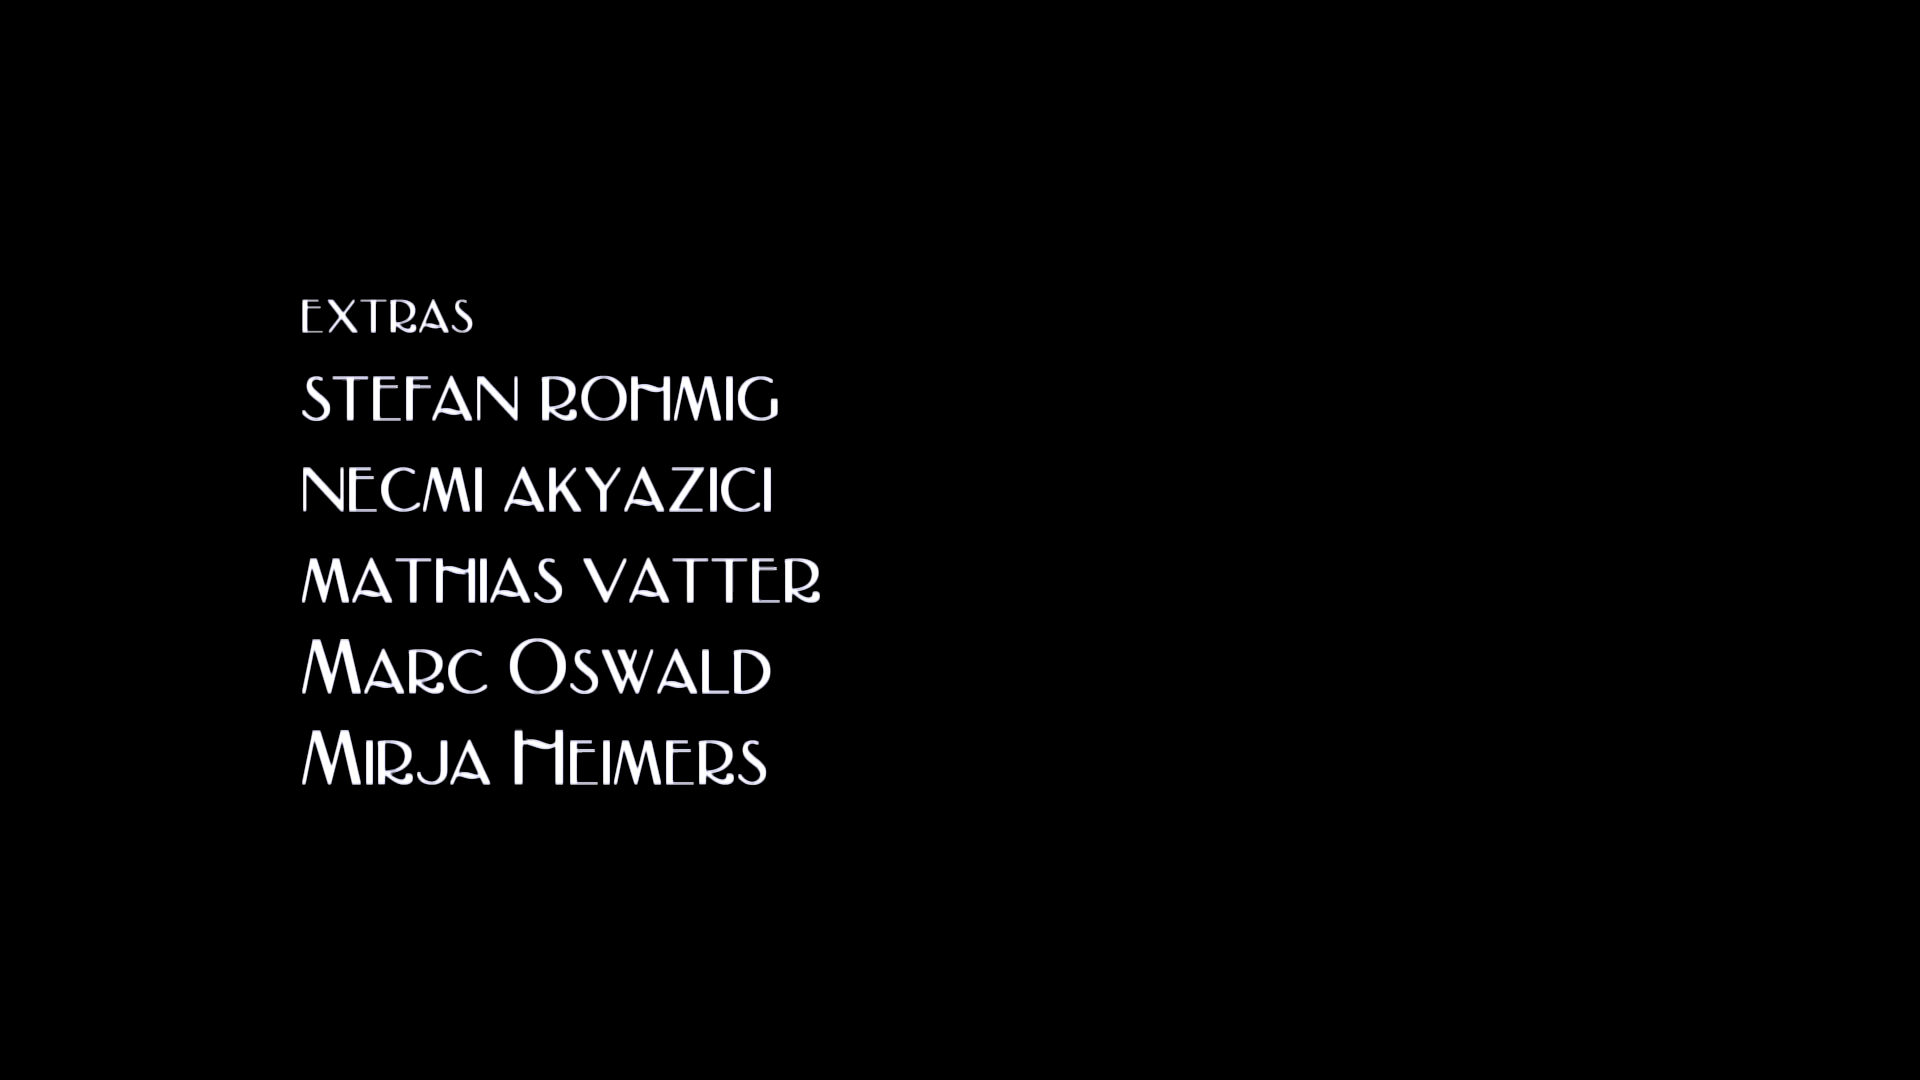 EXTRAS
STEFAN ROHMIG
NECMI AKYAZICI
MATHIAS VATTER
MARC OSWALD
MIRJA HEIMERS